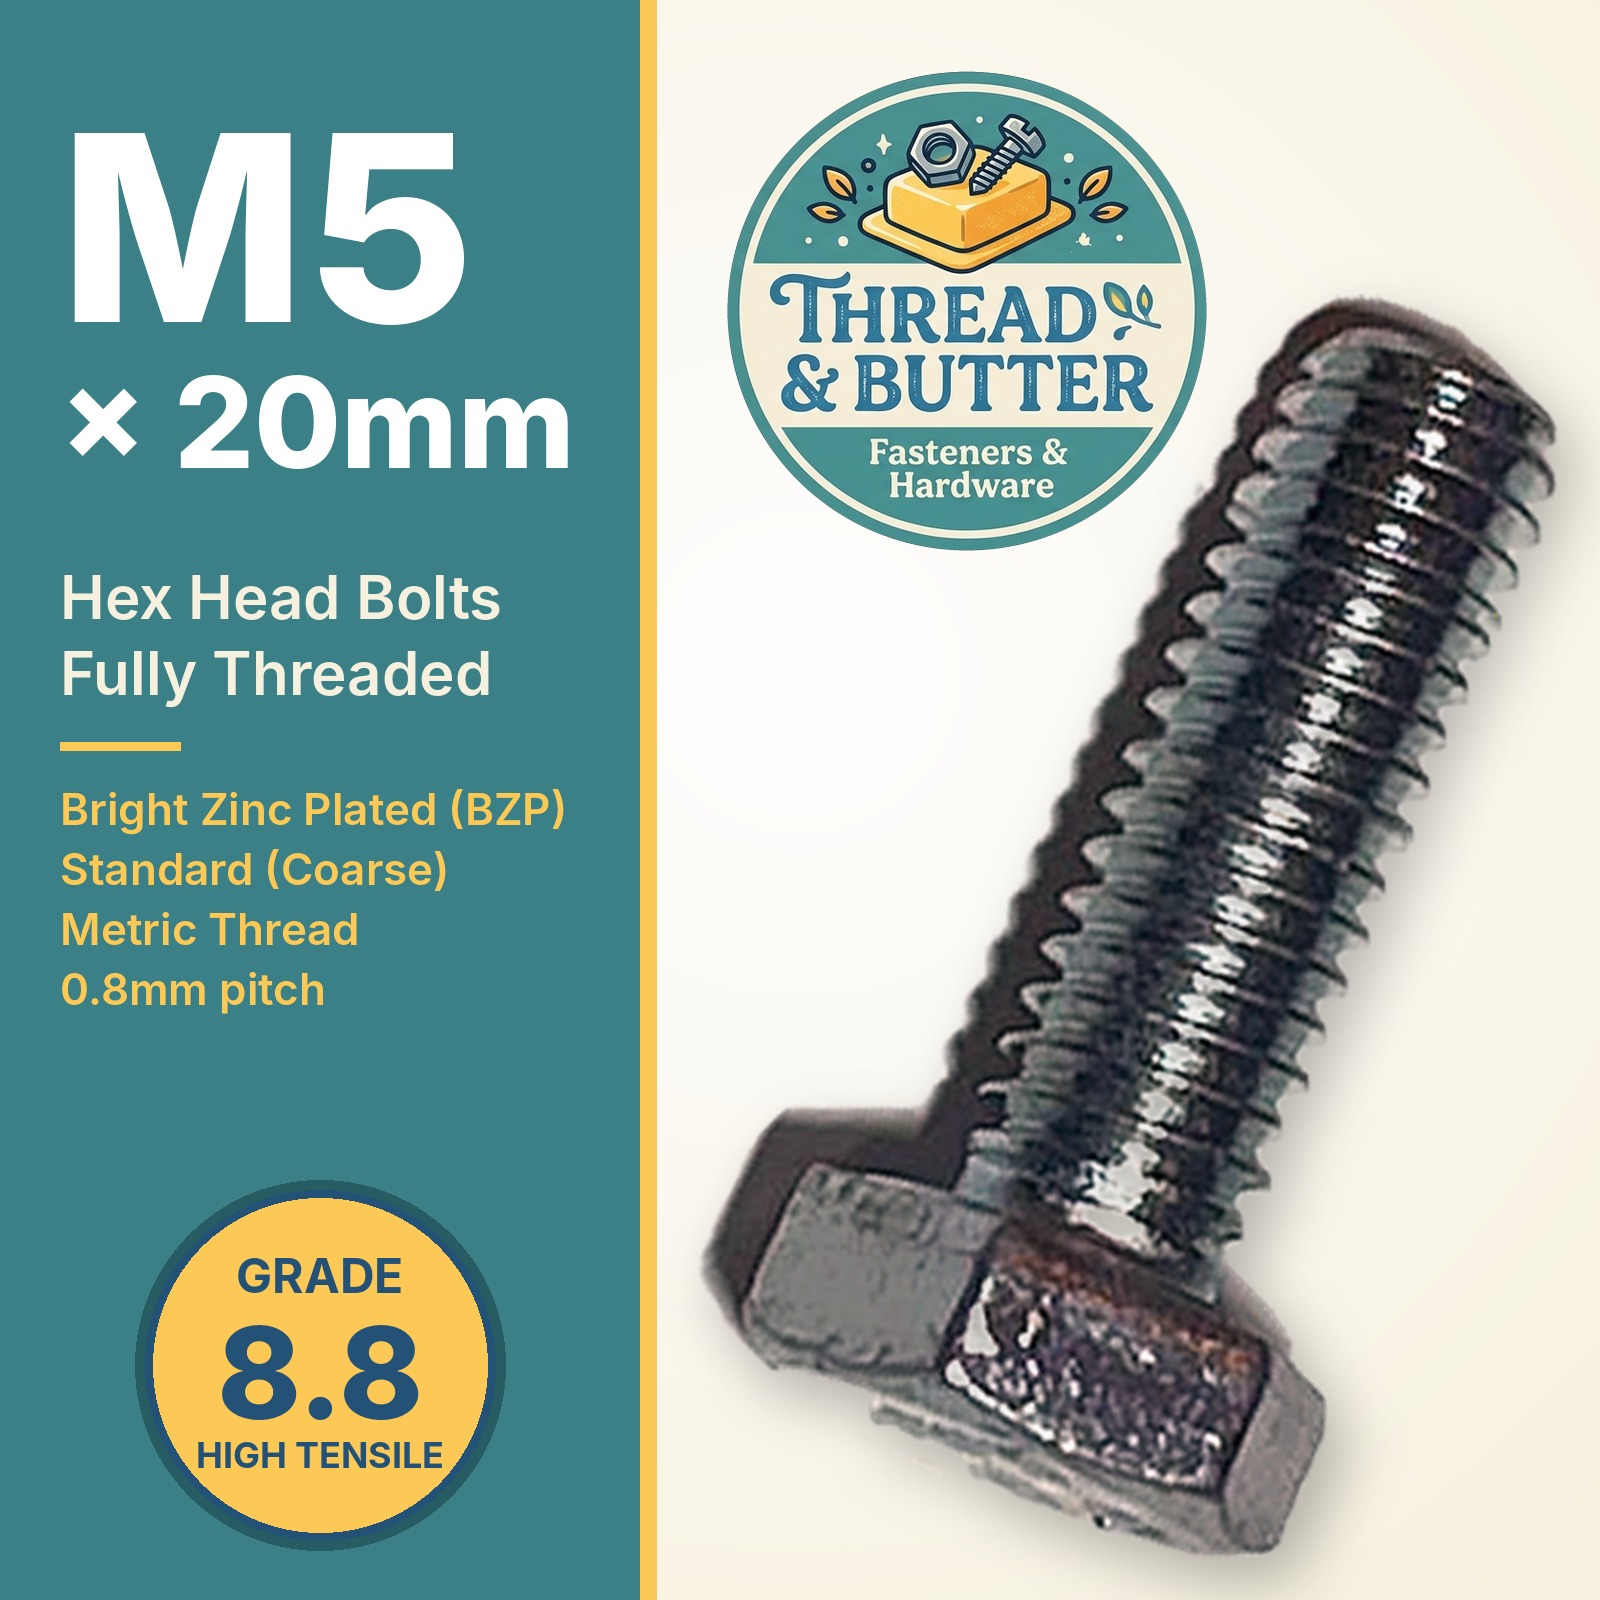 M5
× 20mm
Hex Head Bolts
Fully Threaded
Bright Zinc Plated (BZP)
Standard (Coarse)
Metric Thread
0.8mm pitch
GRADE
8.8
HIGH TENSILE
THREAD
& BUTTER
Fasteners &
Hardware